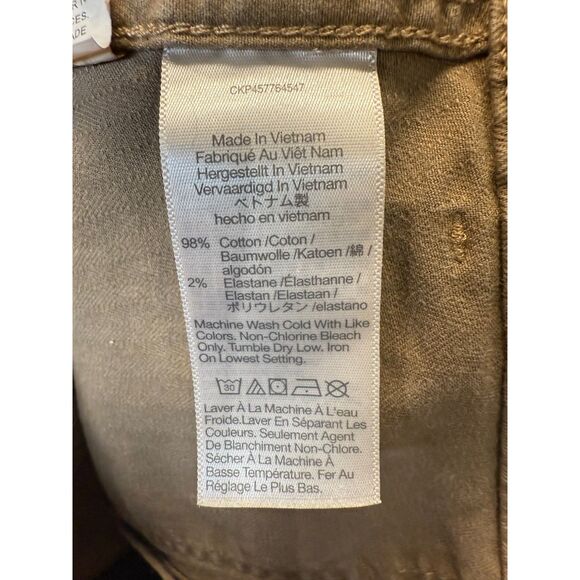 CES.
ADE
CKP457764547
Made In Vietnam
Fabriqué Au Viêt Nam
Hergestellt In Vietnam
Vervaardigd In Vietnam
ベトナム製
hecho en vietnam
98% Cotton /Coton /
Baumwolle /Katoen /綿 /
algodón
2% Elastane /Élasthanne /
Elastan /Elastaan /
ポリウレタン /elastano
Machine Wash Cold With Like
Colors. Non-Chlorine Bleach
Only. Tumble Dry Low. Iron
On Lowest Setting.
30
Laver À La Machine À L'eau
Froide.Laver En Séparant Les
Couleurs. Seulement Agent
De Blanchiment Non-Chlore.
Sécher À La Machine À
Basse Température. Fer Au
Réglage Le Plus Bas.